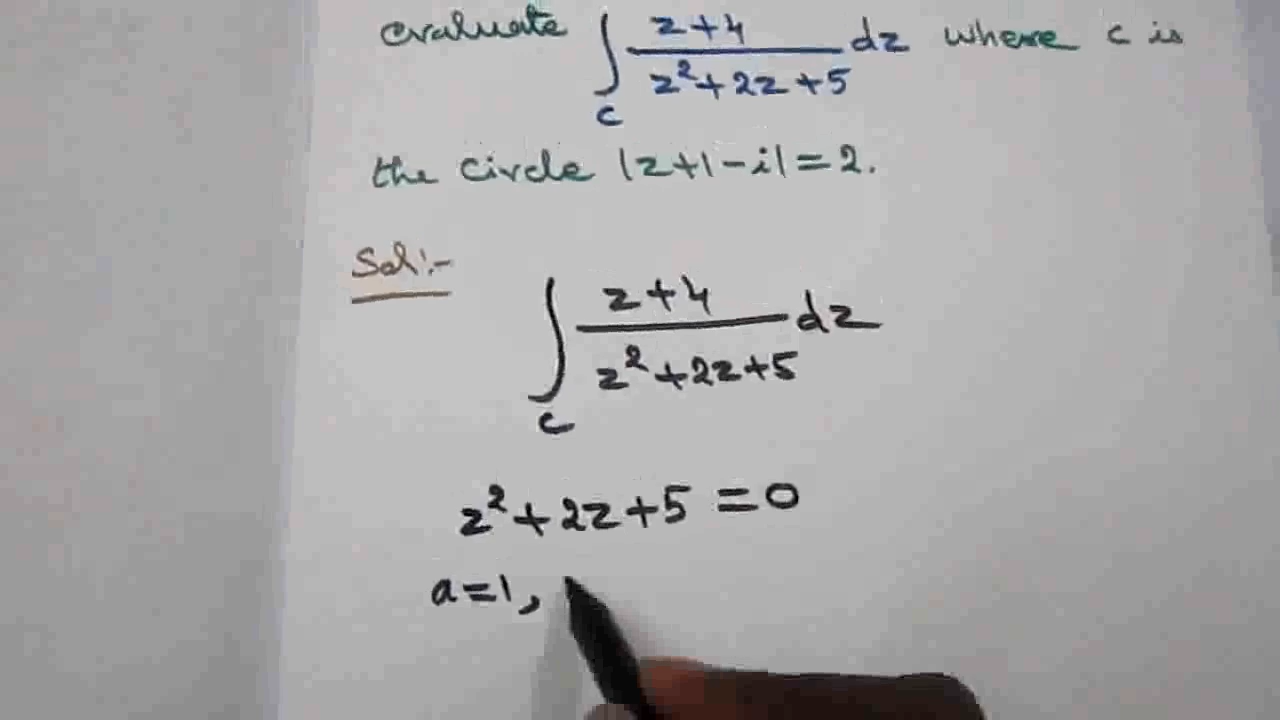 evaluate ∫_C (z+4)/(z²+2z+5) dz where c is
the circle |z+1-i|=2.
Sol:-
∫_C (z+4)/(z²+2z+5) dz
z²+2z+5=0
a=1,